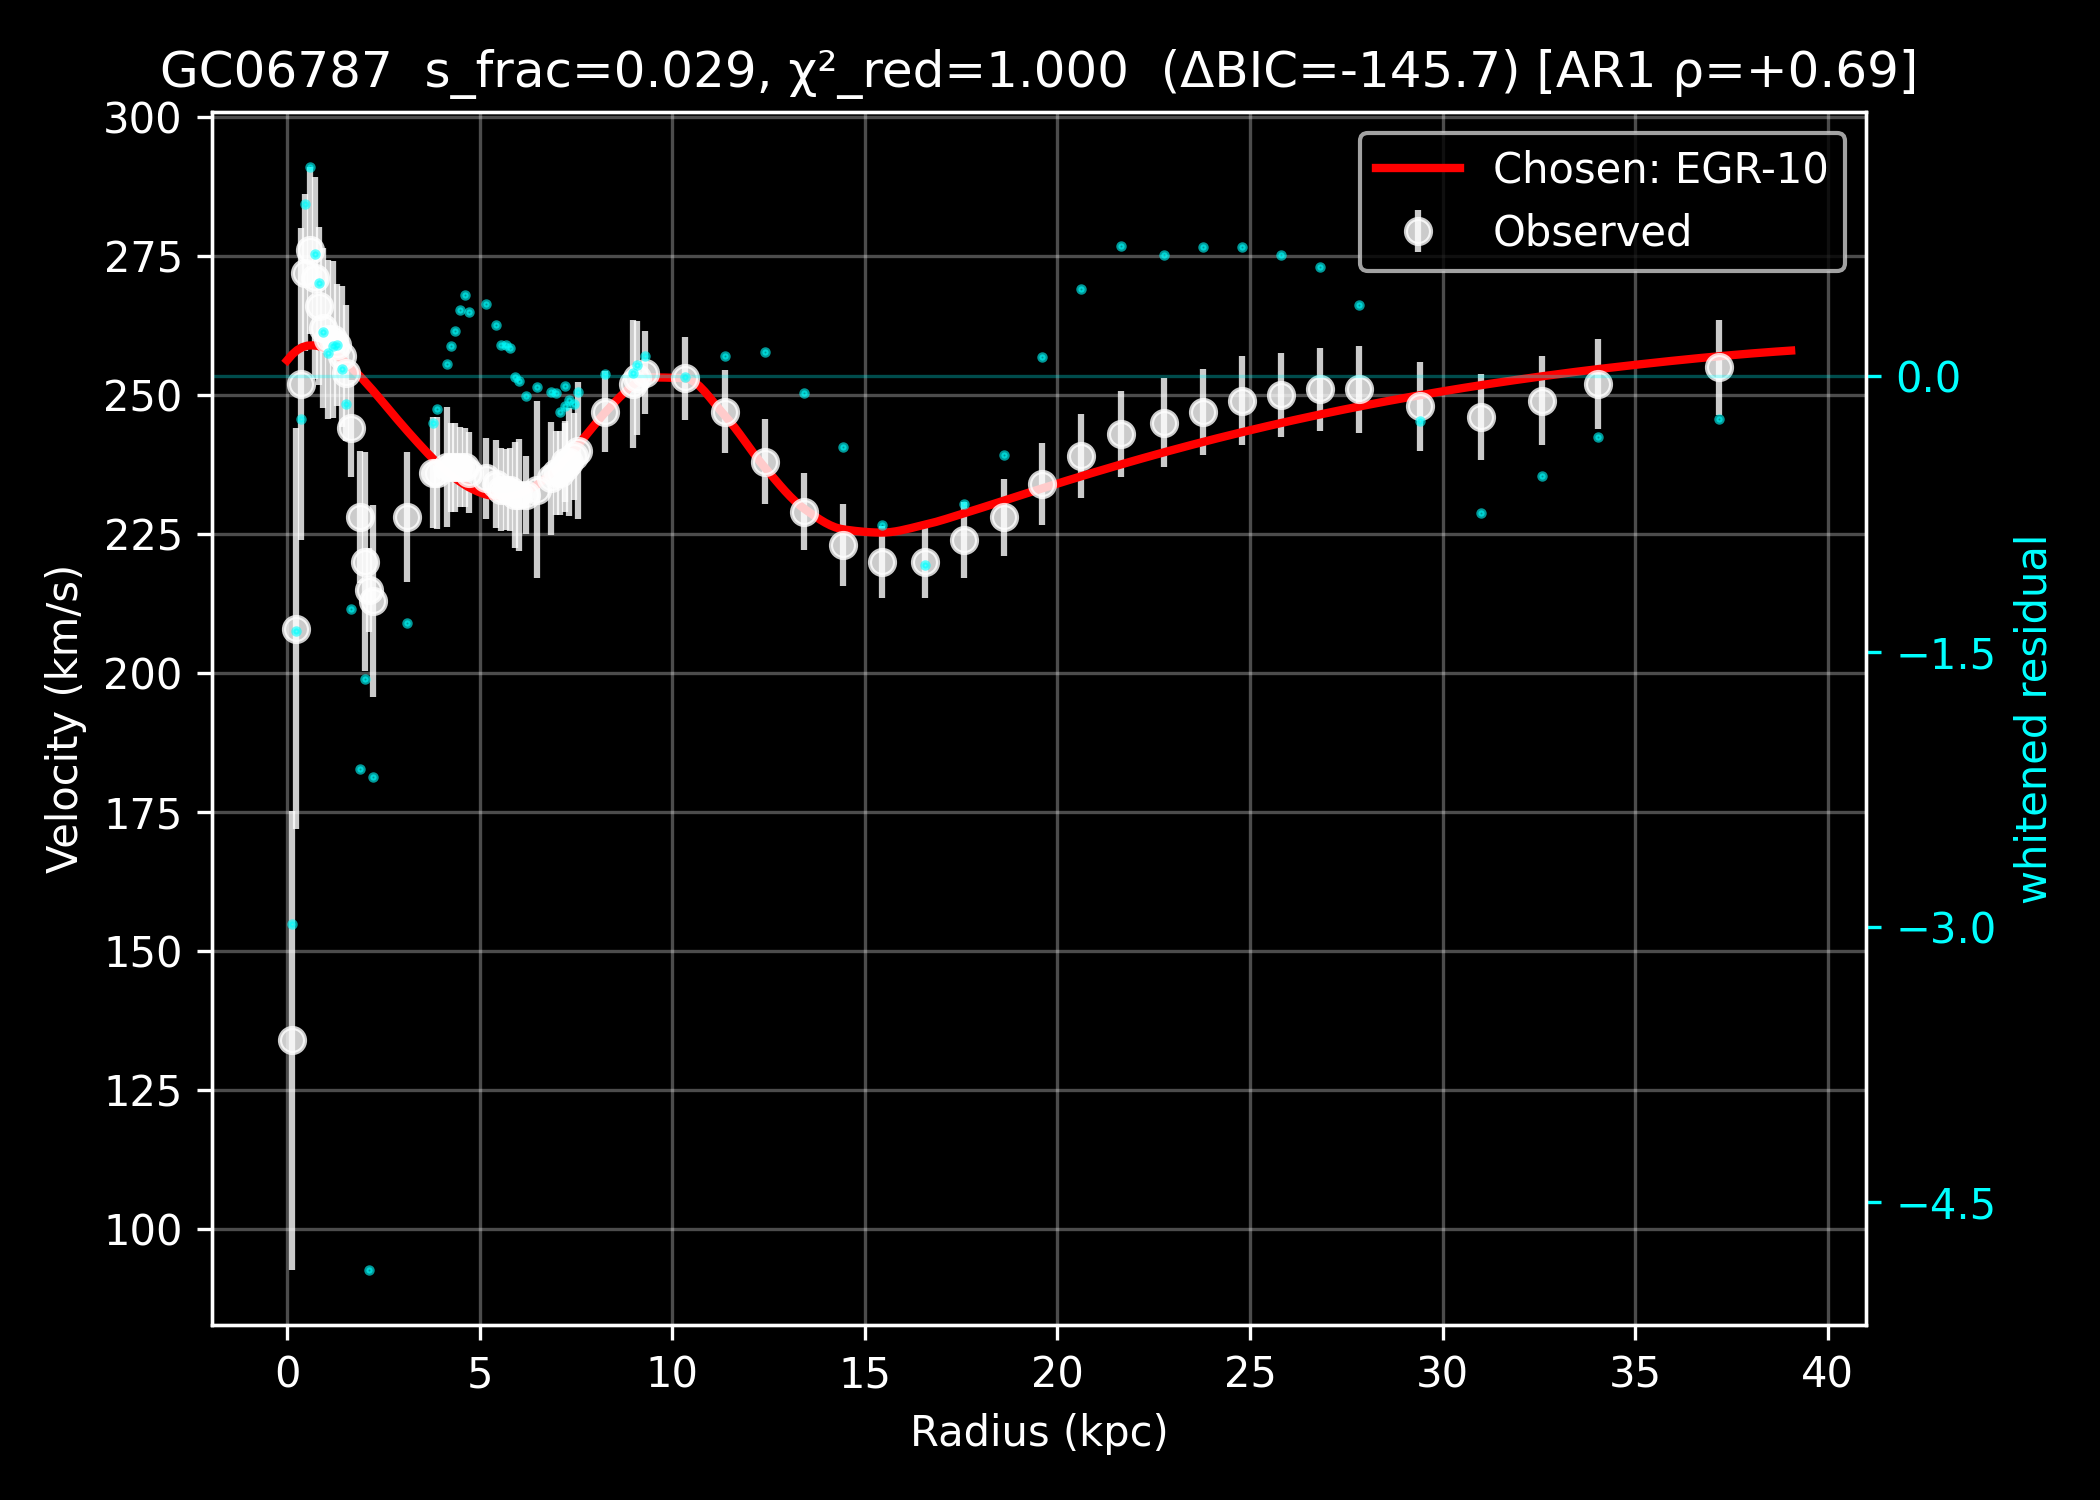 GC06787  s_frac=0.029, χ²_red=1.000  (ΔBIC=-145.7) [AR1 ρ=+0.69]
Chosen: EGR-10
Observed
300
275
250
225
200
175
150
125
100
Velocity (km/s)
0.0
−1.5
−3.0
−4.5
whitened residual
0 5 10 15 20 25 30 35 40
Radius (kpc)